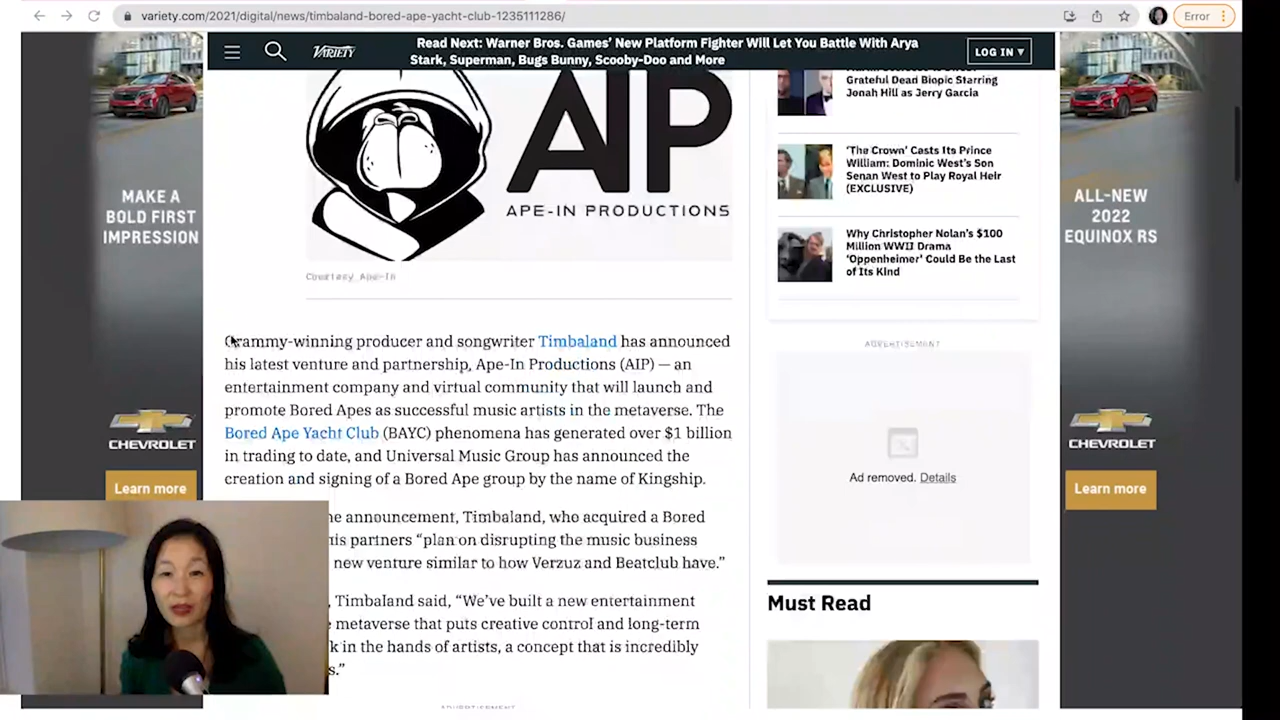 variety.com/2021/digital/news/timbaland-bored-ape-yacht-club-1235111286/
Error
VARIETY
Read Next: Warner Bros. Games' New Platform Fighter Will Let You Battle With Arya
Stark, Superman, Bugs Bunny, Scooby-Doo and More
LOG IN
AIP
APE-IN PRODUCTIONS
Courtesy Ape-In
Grammy-winning producer and songwriter Timbaland has announced
his latest venture and partnership, Ape-In Productions (AIP) — an
entertainment company and virtual community that will launch and
promote Bored Apes as successful music artists in the metaverse. The
Bored Ape Yacht Club (BAYC) phenomena has generated over $1 billion
in trading to date, and Universal Music Group has announced the
creation and signing of a Bored Ape group by the name of Kingship.
announcement, Timbaland, who acquired a Bored
partners “plan on disrupting the music business
new venture similar to how Verzuz and Beatclub have.”
, Timbaland said, “We’ve built a new entertainment
metaverse that puts creative control and long-term
in the hands of artists, a concept that is incredibly
ADVERTISEMENT
Grateful Dead Biopic Starring
Jonah Hill as Jerry Garcia
‘The Crown’ Casts Its Prince
William: Dominic West’s Son
Senan West to Play Royal Heir
(EXCLUSIVE)
Why Christopher Nolan’s $100
Million WWII Drama
‘Oppenheimer’ Could Be the Last
of Its Kind
ADVERTISEMENT
Ad removed. Details
Must Read
MAKE A
BOLD FIRST
IMPRESSION
CHEVROLET
Learn more
ALL-NEW
2022
EQUINOX RS
CHEVROLET
Learn more